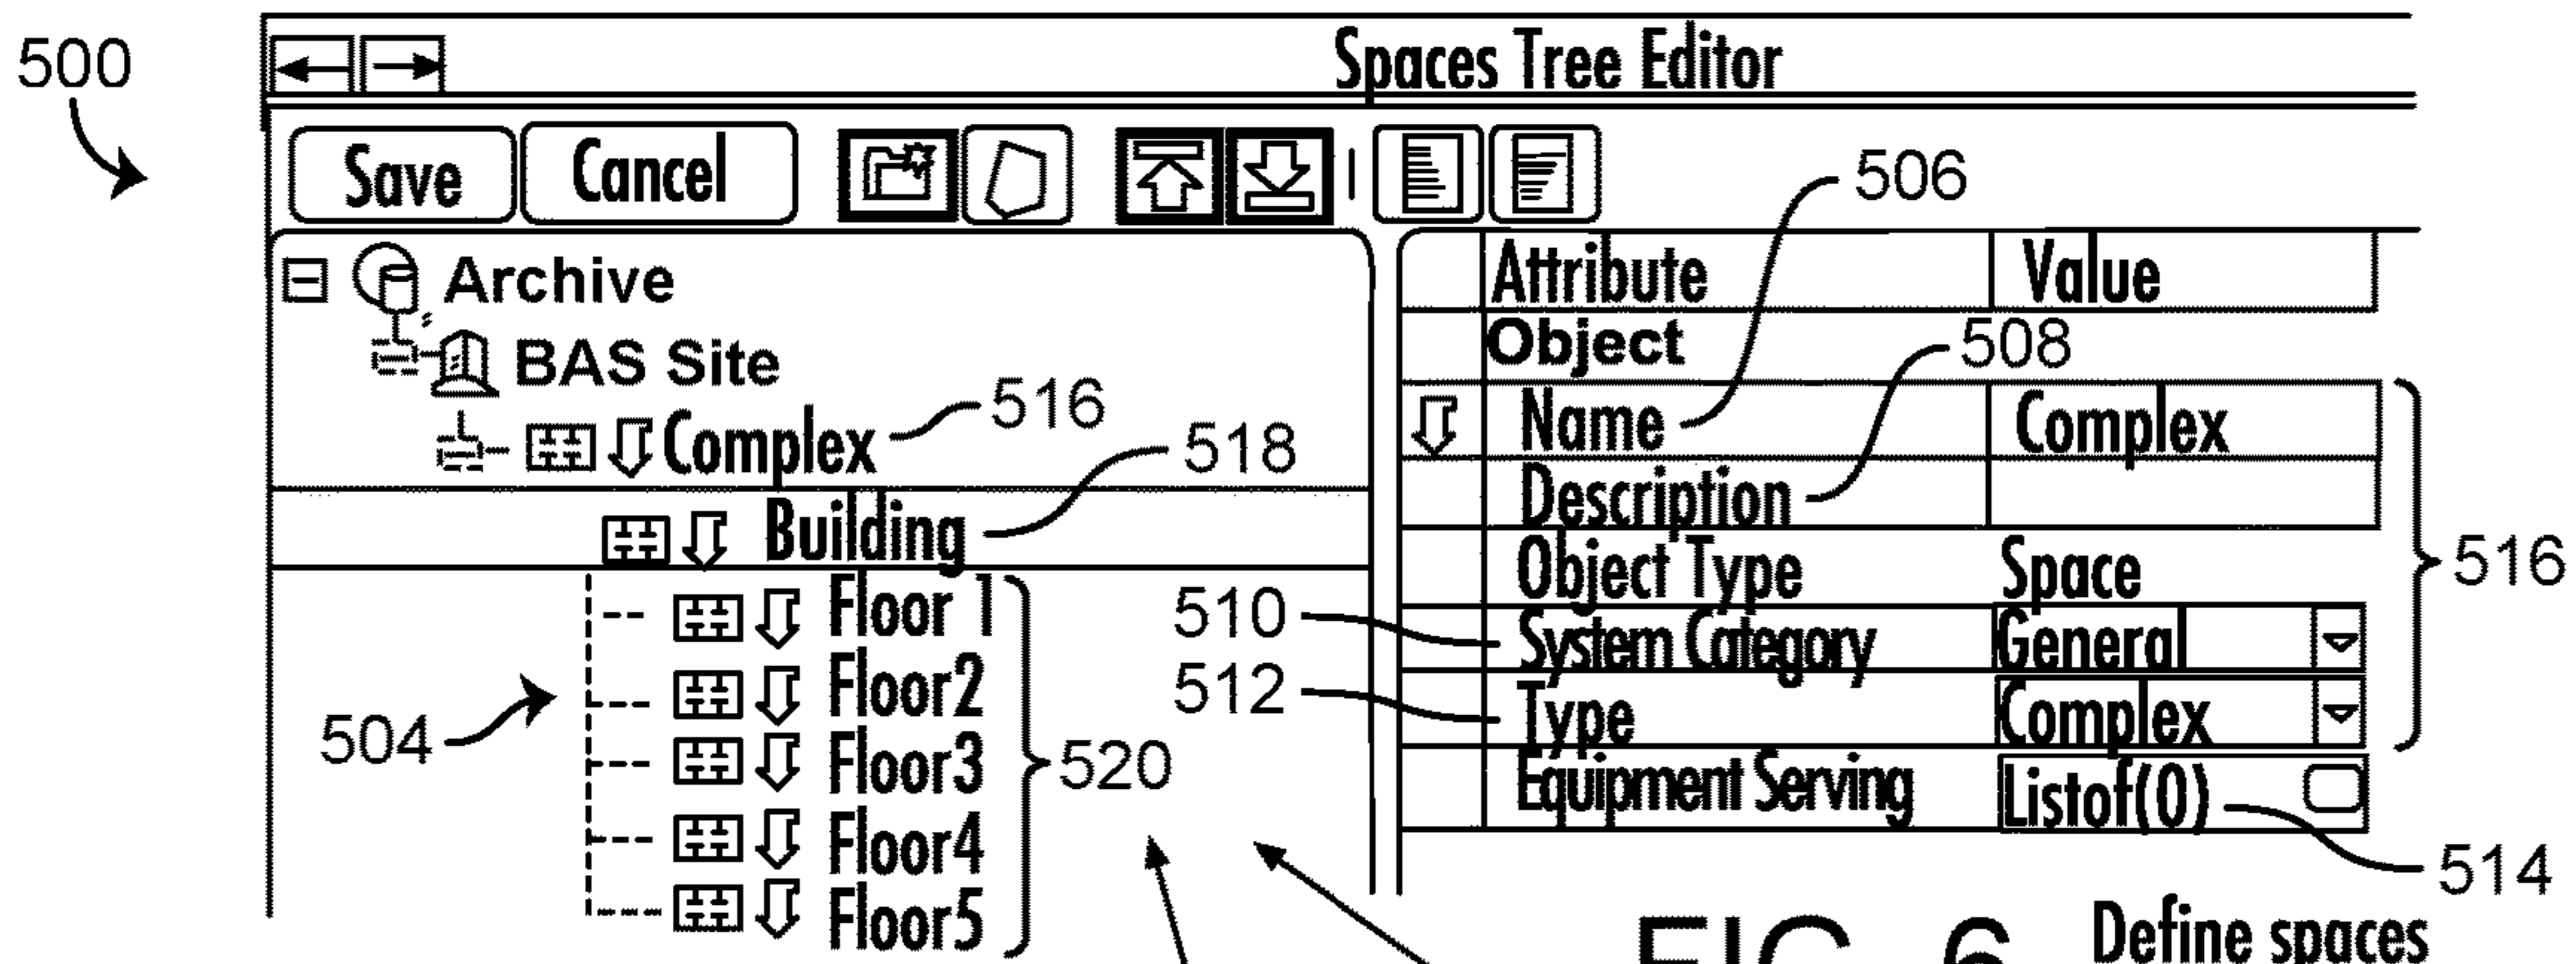 500
Spaces Tree Editor
Save Cancel
506
Archive
Attribute Value
BAS Site
Object
508
Complex 516
Name Complex
518
Building
Description
Object Type Space
516
Floor 1
510
System Category General
Floor2
512
Type Complex
504
Floor3
520
Equipment Serving Listof(0)
Floor4
514
Floor5
FIG. 6
Define spaces